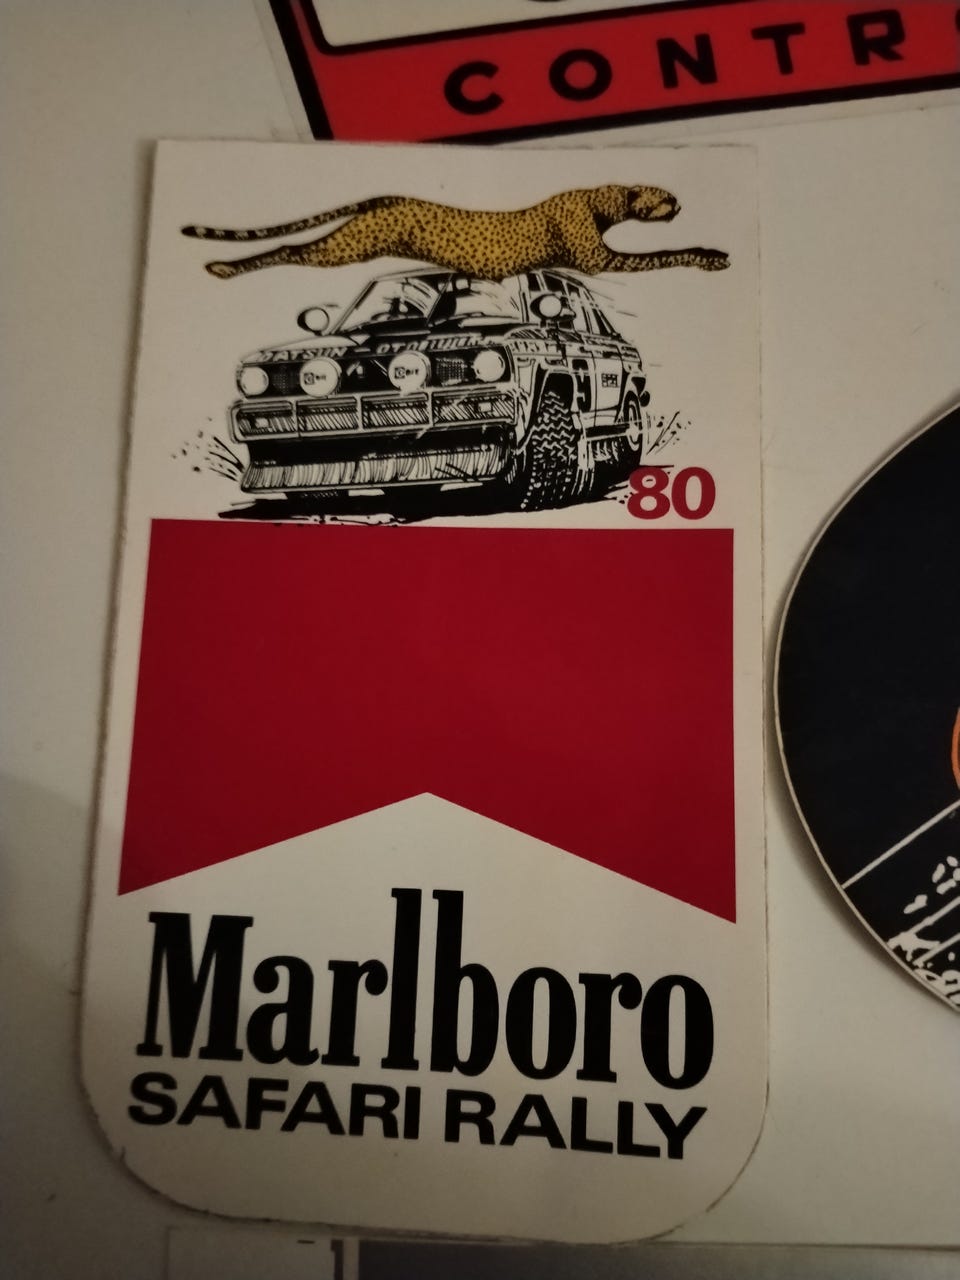 CONTR
DATSUN
80
Marlboro
SAFARI RALLY